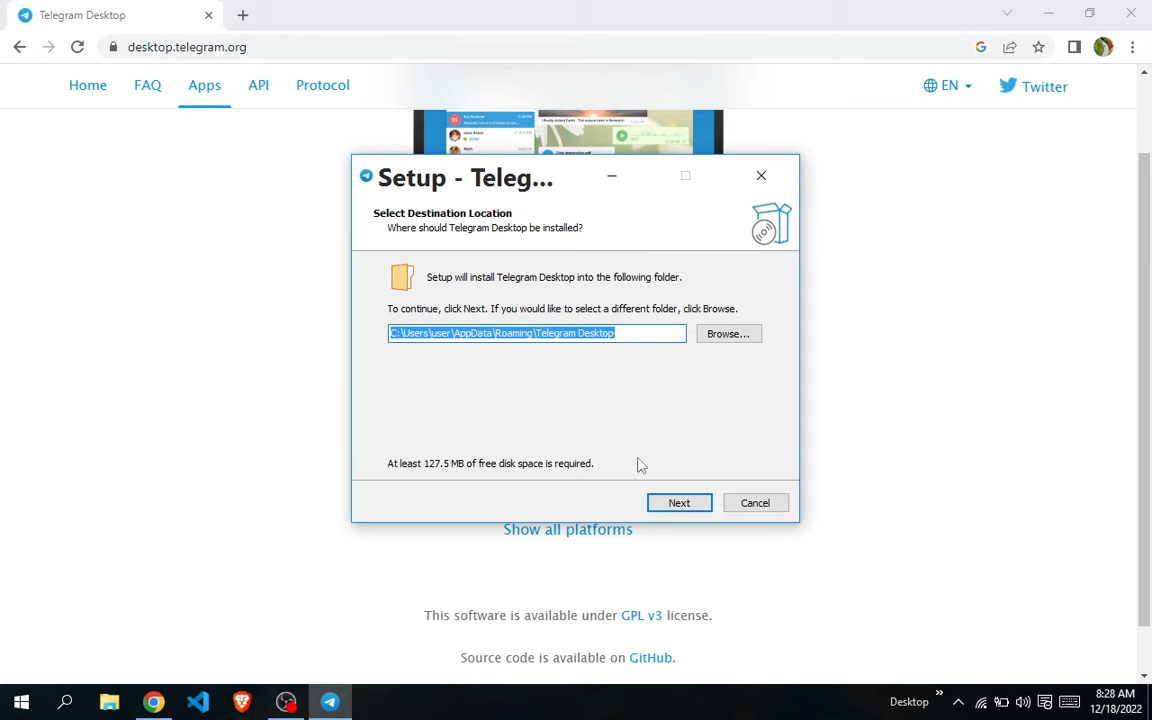 Telegram Desktop
desktop.telegram.org
Home FAQ Apps API Protocol EN Twitter
Setup - Teleg...
Select Destination Location
Where should Telegram Desktop be installed?
Setup will install Telegram Desktop into the following folder.
To continue, click Next. If you would like to select a different folder, click Browse.
C:\Users\user\AppData\Roaming\Telegram Desktop Browse...
At least 127.5 MB of free disk space is required.
Next Cancel
Show all platforms
This software is available under GPL v3 license.
Source code is available on GitHub.
Desktop
8:28 AM
12/18/2022